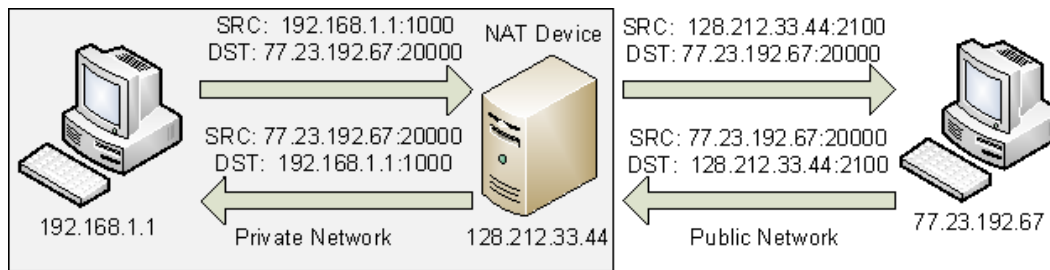 SRC: 192.168.1.1:1000
DST: 77.23.192.67:20000
NAT Device
SRC: 128.212.33.44:2100
DST: 77.23.192.67:20000
SRC: 77.23.192.67:20000
DST: 192.168.1.1:1000
SRC: 77.23.192.67:20000
DST: 128.212.33.44:2100
192.168.1.1
Private Network
128.212.33.44
Public Network
77.23.192.67